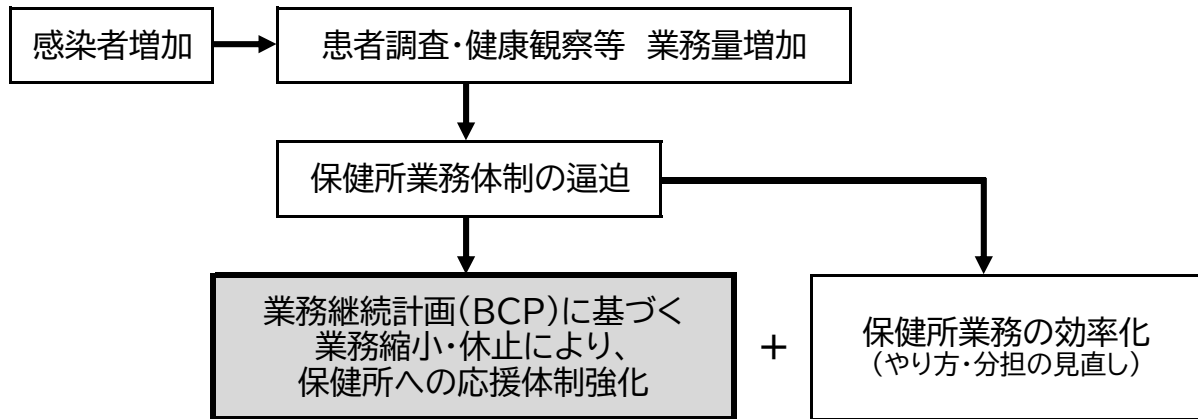 感染者増加
患者調査・健康観察等　業務量増加
保健所業務体制の逼迫
業務継続計画(BCP)に基づく
業務縮小・休止により、
保健所への応援体制強化
+
保健所業務の効率化
(やり方・分担の見直し)